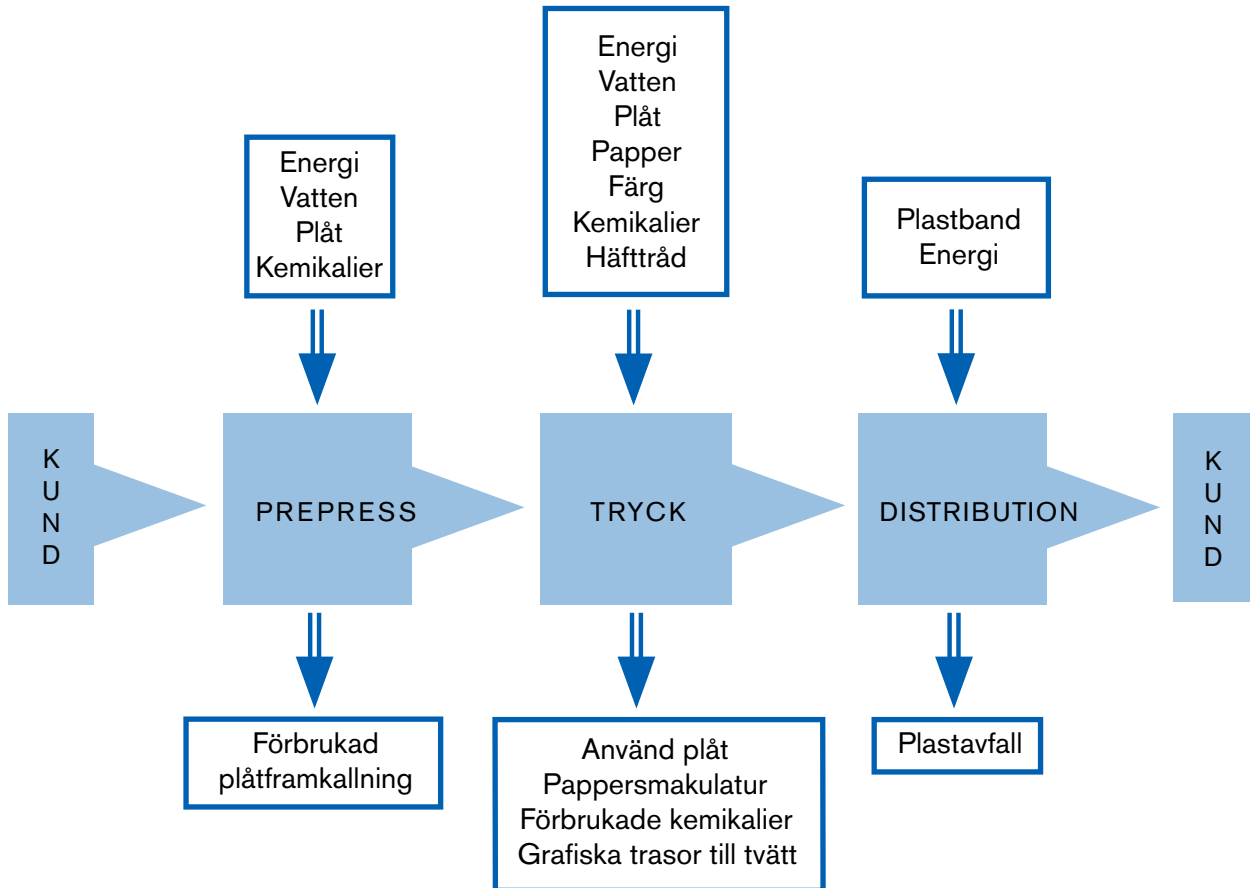 Energi
Vatten
Plåt
Kemikalier
Energi
Vatten
Plåt
Papper
Färg
Kemikalier
Häfttråd
Plastband
Energi
K
U
N
D
PREPRESS
TRYCK
DISTRIBUTION
K
U
N
D
Förbrukad
plåtframkallning
Använd plåt
Pappersmakulatur
Förbrukade kemikalier
Grafiska trasor till tvätt
Plastavfall